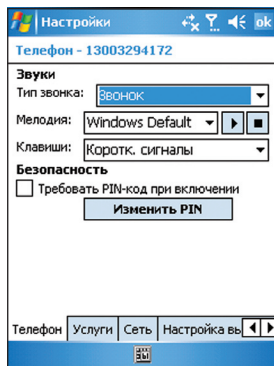 Настройки ok
Телефон - 13003294172
Звуки
Тип звонка: Звонок
Мелодия: Windows Default
Клавиши: Коротк. сигналы
Безопасность
Требовать PIN-код при включении
Изменить PIN
Телефон Услуги Сеть Настройка вь